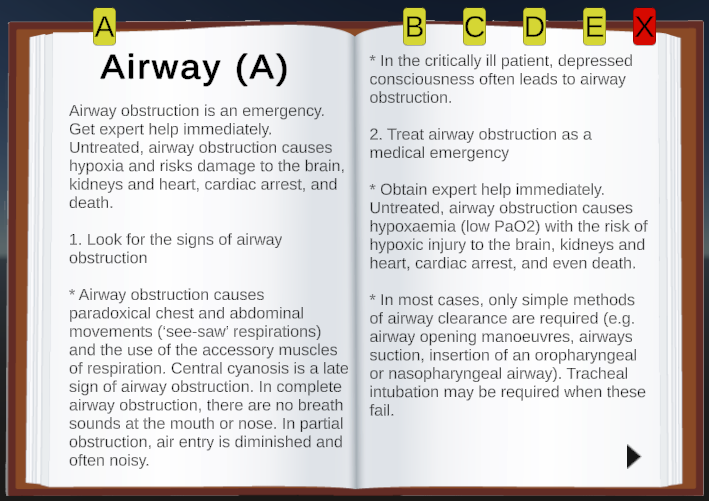 A
B
C
D
E
X
Airway (A)
Airway obstruction is an emergency.
Get expert help immediately.
Untreated, airway obstruction causes
hypoxia and risks damage to the brain,
kidneys and heart, cardiac arrest, and
death.
1. Look for the signs of airway
obstruction
* Airway obstruction causes
paradoxical chest and abdominal
movements (‘see-saw’ respirations)
and the use of the accessory muscles
of respiration. Central cyanosis is a late
sign of airway obstruction. In complete
airway obstruction, there are no breath
sounds at the mouth or nose. In partial
obstruction, air entry is diminished and
often noisy.
* In the critically ill patient, depressed
consciousness often leads to airway
obstruction.
2. Treat airway obstruction as a
medical emergency
* Obtain expert help immediately.
Untreated, airway obstruction causes
hypoxaemia (low PaO2) with the risk of
hypoxic injury to the brain, kidneys and
heart, cardiac arrest, and even death.
* In most cases, only simple methods
of airway clearance are required (e.g.
airway opening manoeuvres, airways
suction, insertion of an oropharyngeal
or nasopharyngeal airway). Tracheal
intubation may be required when these
fail.